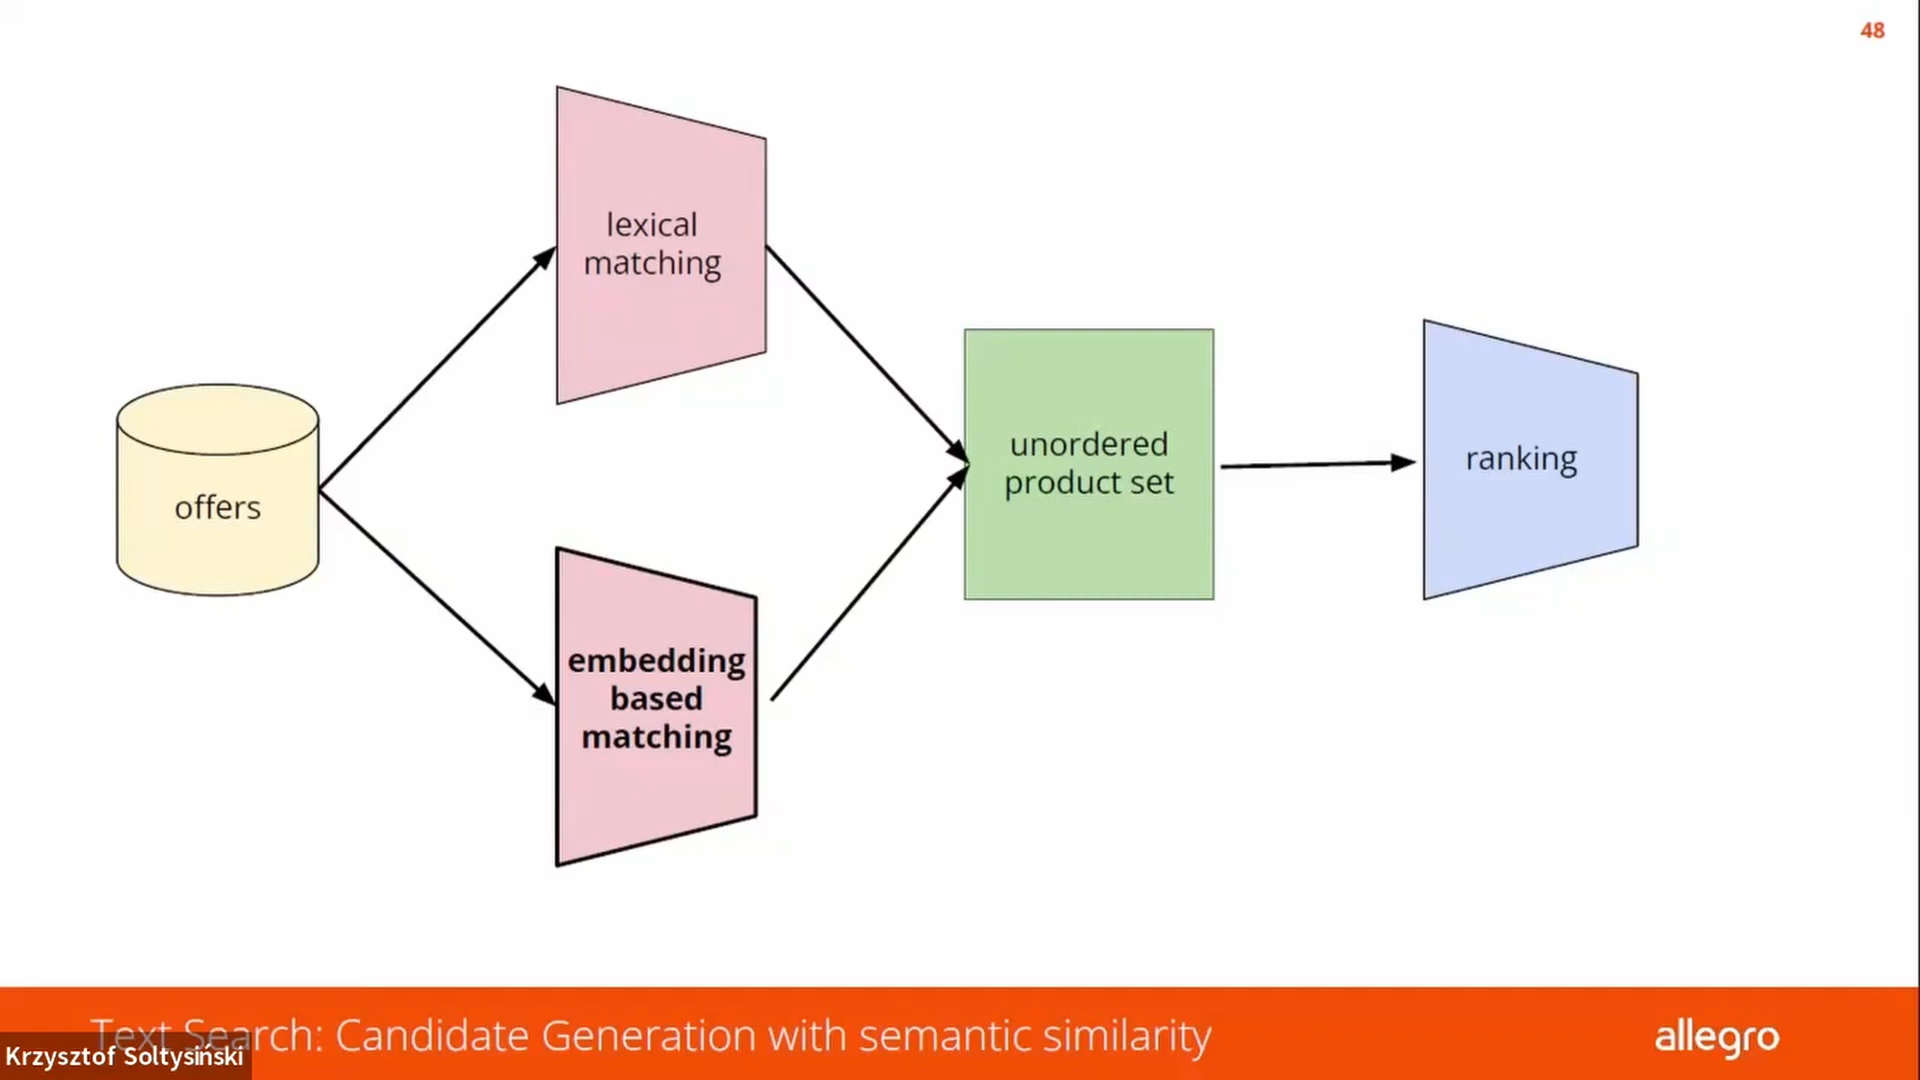 48
lexical
matching
offers
embedding
based
matching
unordered
product set
ranking
Text Search: Candidate Generation with semantic similarity
allegro
Krzysztof Sołtysiński